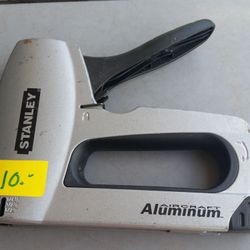 STANLEY
10.-
AIRCRAFT
Aluminum